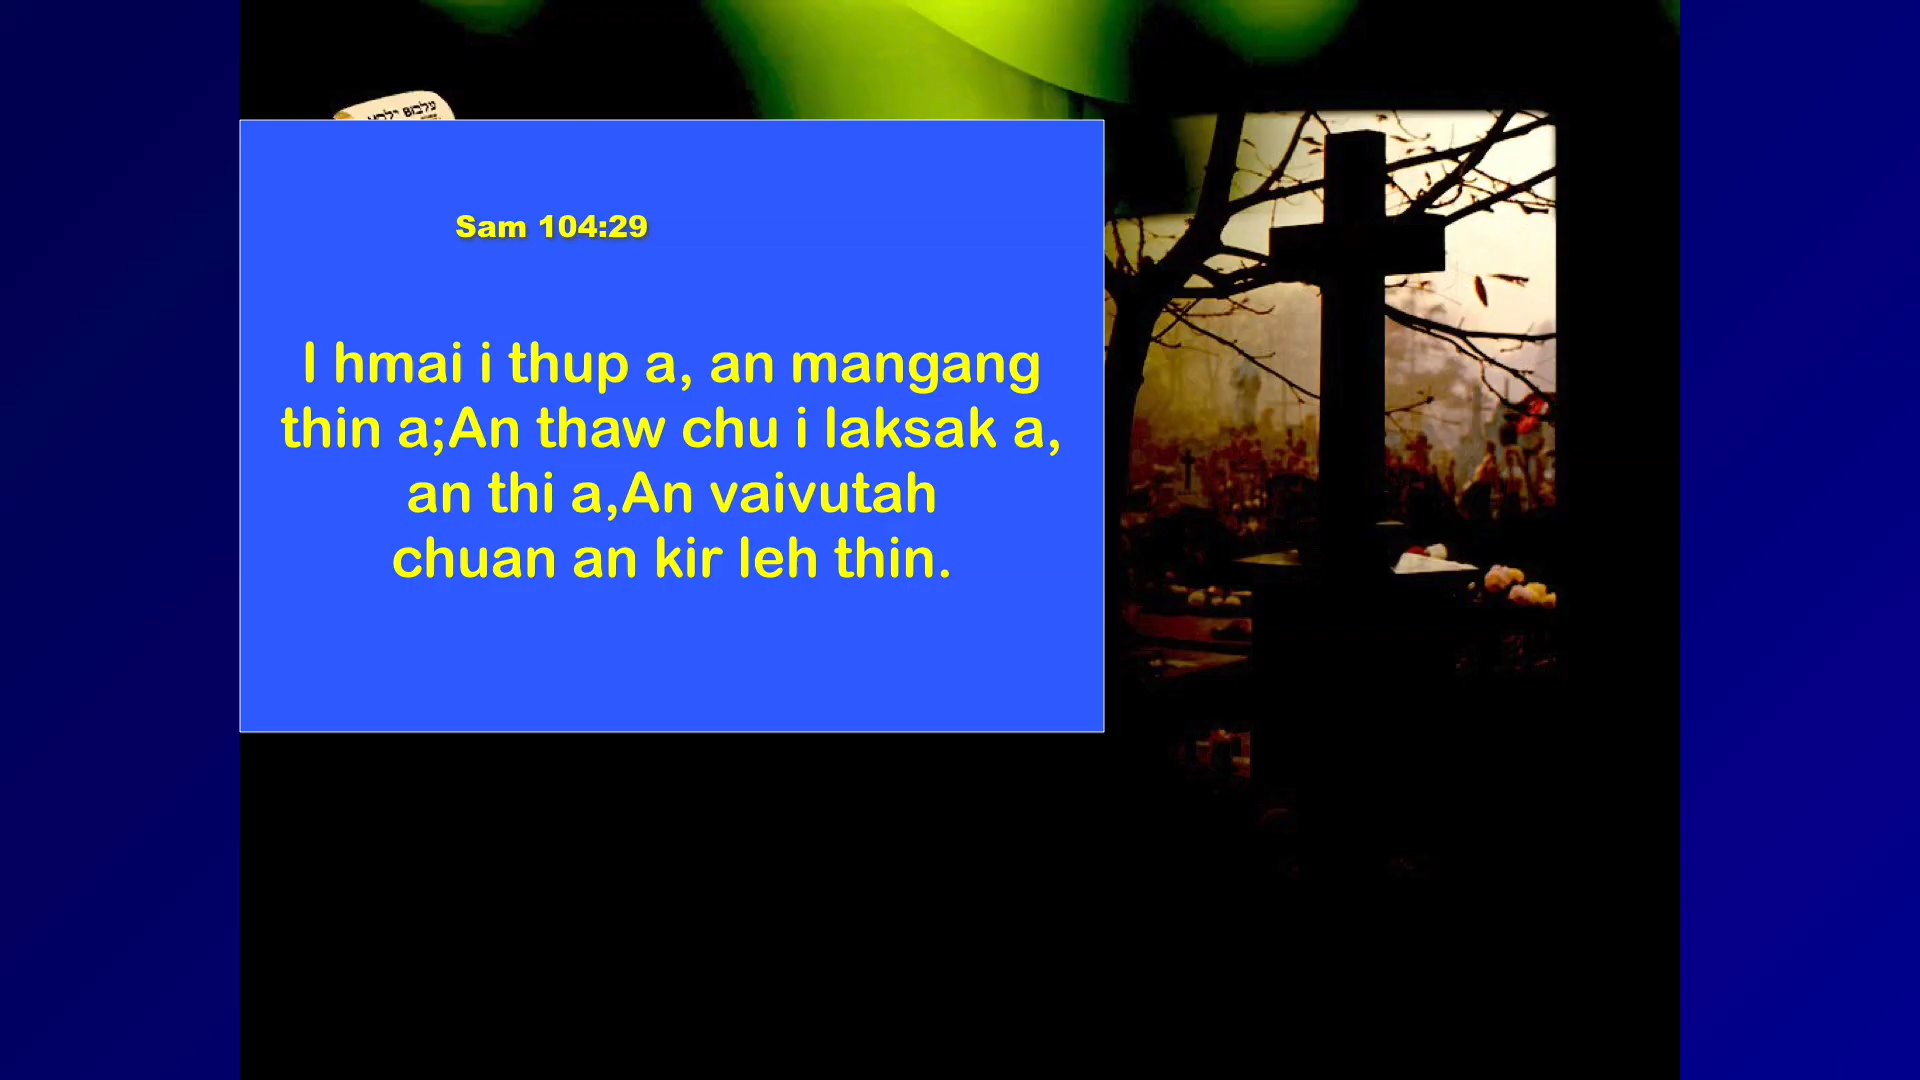 Sam 104:29
I hmai i thup a, an mangang
thin a;An thaw chu i laksak a,
an thi a,An vaivutah
chuan an kir leh thin.